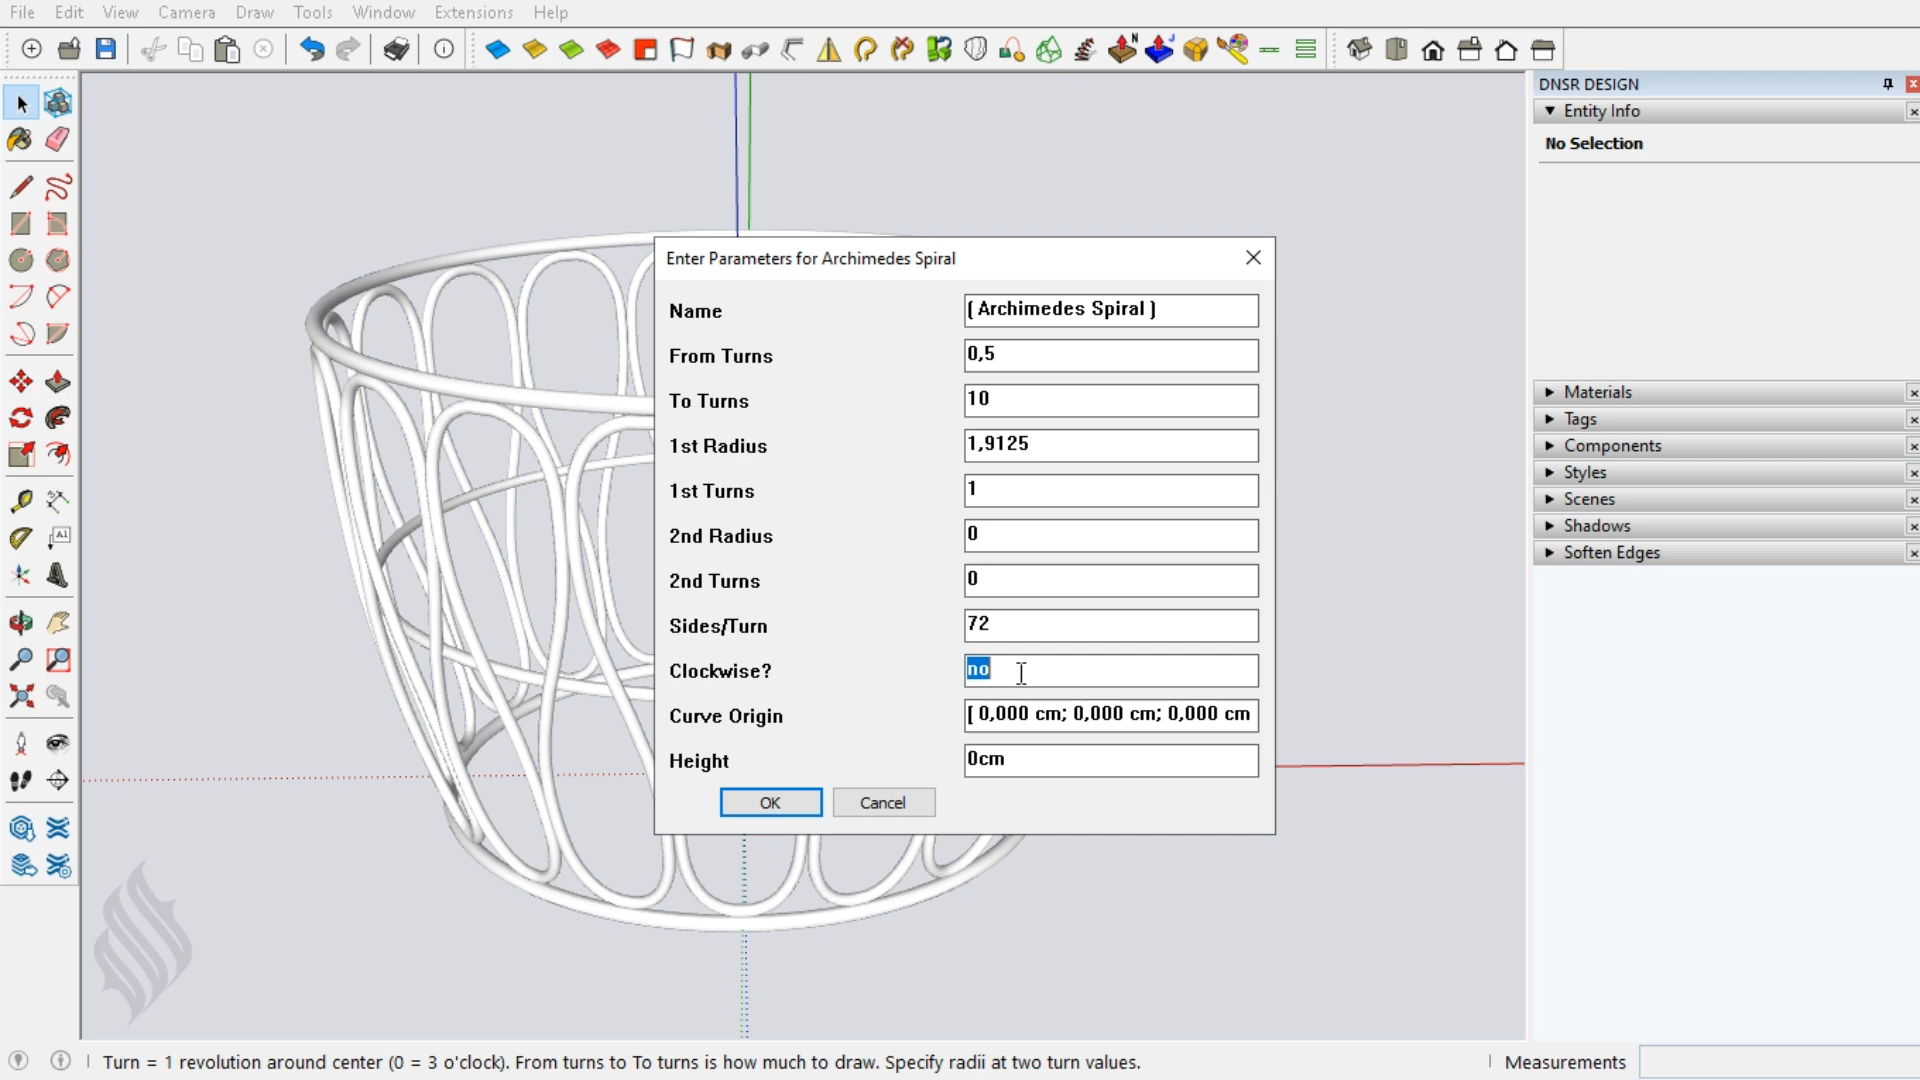 File Edit View Camera Draw Tools Window Extensions Help
DNSR DESIGN
Entity Info
No Selection
Enter Parameters for Archimedes Spiral
Name ( Archimedes Spiral )
From Turns 0,5
To Turns 10
1st Radius 1,9125
1st Turns 1
2nd Radius 0
2nd Turns 0
Sides/Turn 72
Clockwise? no
Curve Origin [ 0,000 cm; 0,000 cm; 0,000 cm
Height 0cm
OK Cancel
Materials
Tags
Components
Styles
Scenes
Shadows
Soften Edges
Turn = 1 revolution around center (0 = 3 o'clock). From turns to To turns is how much to draw. Specify radii at two turn values.
Measurements